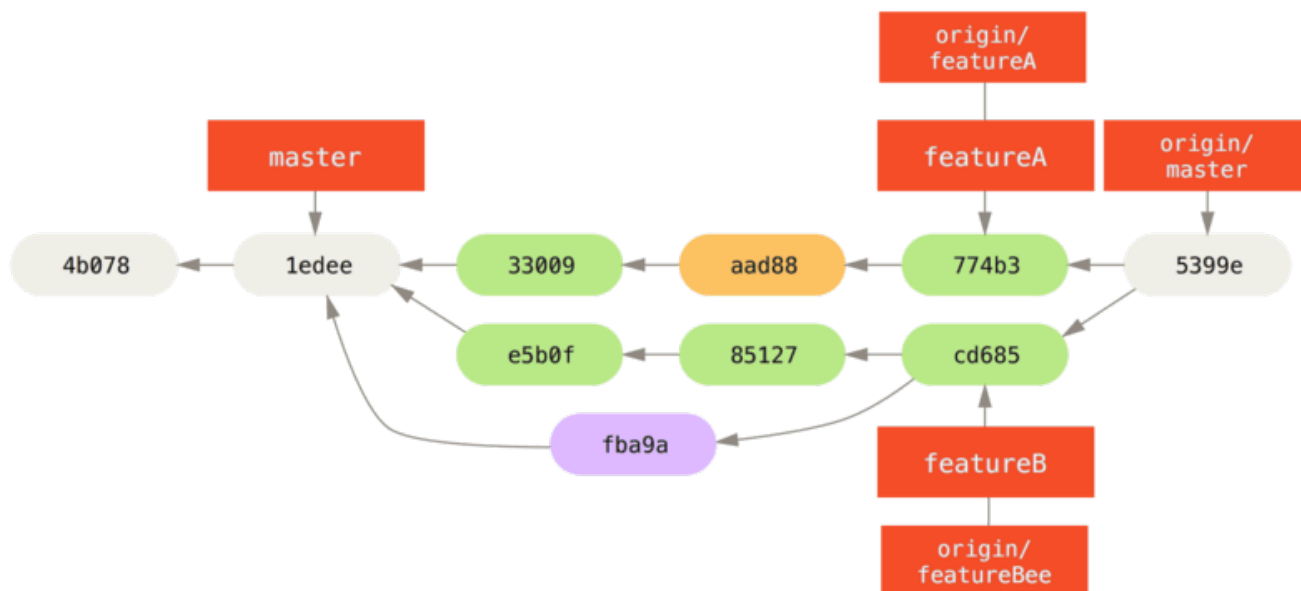 origin/
featureA
master
featureA
origin/
master
4b078
1edee
33009
aad88
774b3
5399e
e5b0f
85127
cd685
fba9a
featureB
origin/
featureBee